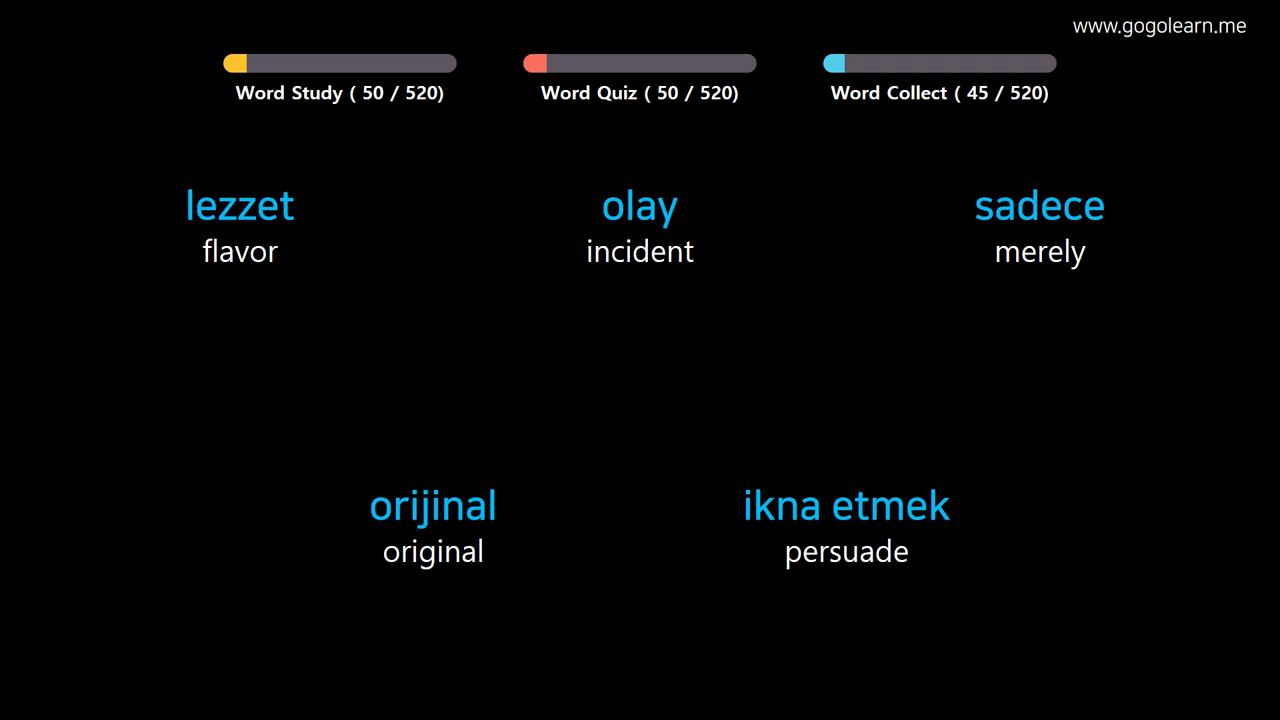 www.gogolearn.me
Word Study ( 50 / 520)
Word Quiz ( 50 / 520)
Word Collect ( 45 / 520)
lezzet
flavor
olay
incident
sadece
merely
orijinal
original
ikna etmek
persuade